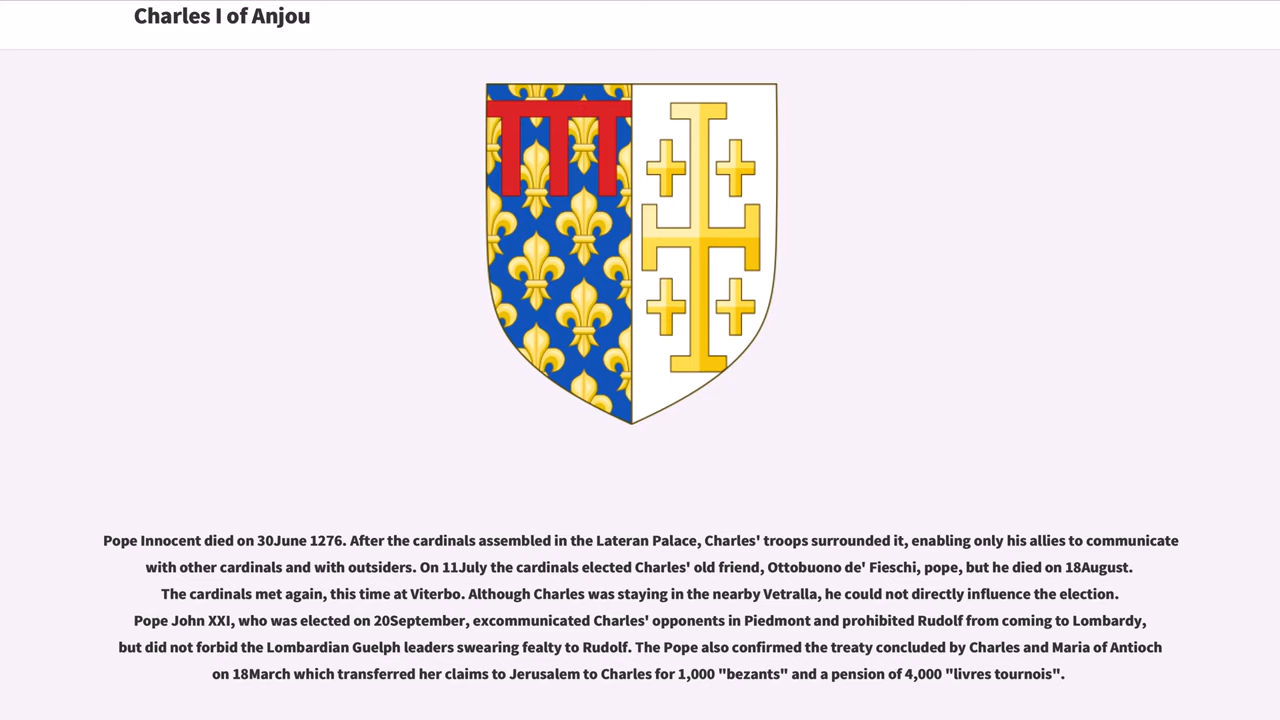 Charles I of Anjou
Pope Innocent died on 30June 1276. After the cardinals assembled in the Lateran Palace, Charles' troops surrounded it, enabling only his allies to communicate
with other cardinals and with outsiders. On 11July the cardinals elected Charles' old friend, Ottobuono de' Fieschi, pope, but he died on 18August.
The cardinals met again, this time at Viterbo. Although Charles was staying in the nearby Vetralla, he could not directly influence the election.
Pope John XXI, who was elected on 20September, excommunicated Charles' opponents in Piedmont and prohibited Rudolf from coming to Lombardy,
but did not forbid the Lombardian Guelph leaders swearing fealty to Rudolf. The Pope also confirmed the treaty concluded by Charles and Maria of Antioch
on 18March which transferred her claims to Jerusalem to Charles for 1,000 "bezants" and a pension of 4,000 "livres tournois".